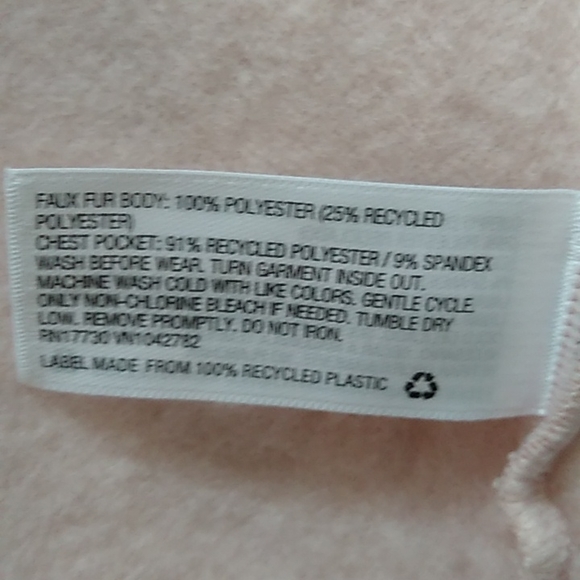 FAUX FUR BODY: 100% POLYESTER (25% RECYCLED
POLYESTER)
CHEST POCKET: 91% RECYCLED POLYESTER / 9% SPANDEX
WASH BEFORE WEAR. TURN GARMENT INSIDE OUT.
MACHINE WASH COLD WITH LIKE COLORS. GENTLE CYCLE.
ONLY NON-CHLORINE BLEACH IF NEEDED. TUMBLE DRY
LOW. REMOVE PROMPTLY. DO NOT IRON.
RN17730 VN1042782
LABEL MADE FROM 100% RECYCLED PLASTIC